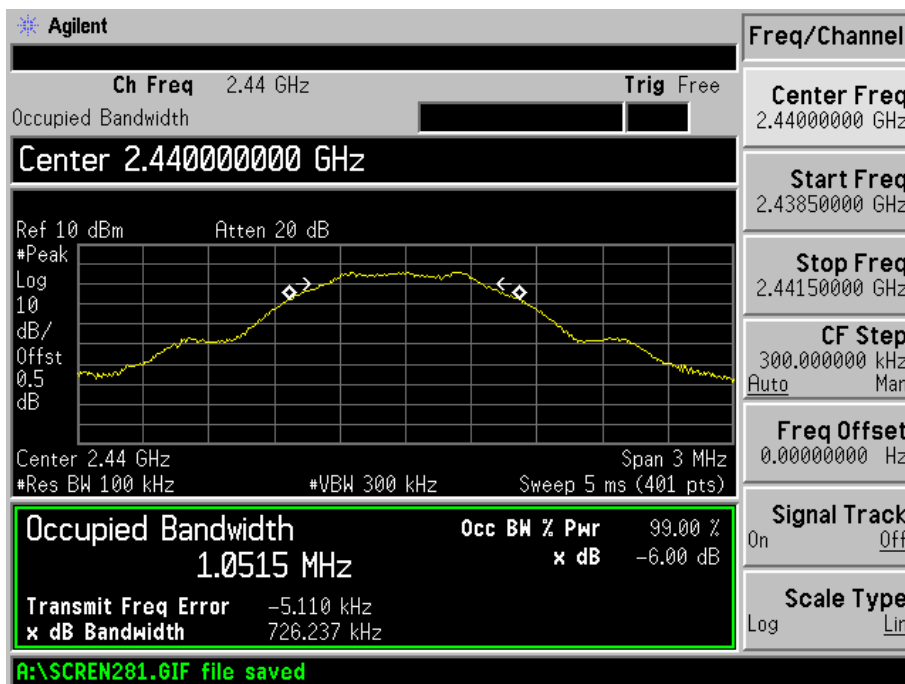 Agilent
Freq/Channel
Ch Freq 2.44 GHz Trig Free
Occupied Bandwidth
Center 2.440000000 GHz
Ref 10 dBm Atten 20 dB
#Peak
Log
10
dB/
Offst
0.5
dB
Center 2.44 GHz Span 3 MHz
#Res BW 100 kHz #VBW 300 kHz Sweep 5 ms (401 pts)
Occupied Bandwidth
1.0515 MHz
Occ BW % Pwr 99.00 %
x dB -6.00 dB
Transmit Freq Error -5.110 kHz
x dB Bandwidth 726.237 kHz
A:\SCREN281.GIF file saved
Center Freq
2.44000000 GHz
Start Freq
2.43850000 GHz
Stop Freq
2.44150000 GHz
CF Step
300.000000 kHz
Auto Man
Freq Offset
0.00000000 Hz
Signal Track
On Off
Scale Type
Log Lin